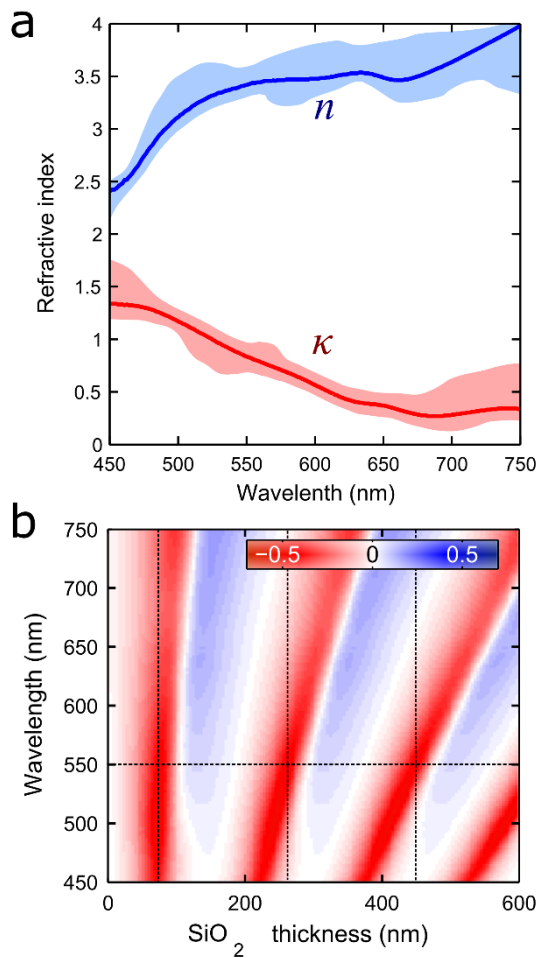 a
4
3.5
3
2.5
2
1.5
1
0.5
0
Refractive index
n
κ
450 500 550 600 650 700 750
Wavelenth (nm)
b
750
700
650
600
550
500
450
Wavelength (nm)
−0.5 0 0.5
0 200 400 600
SiO2 thickness (nm)